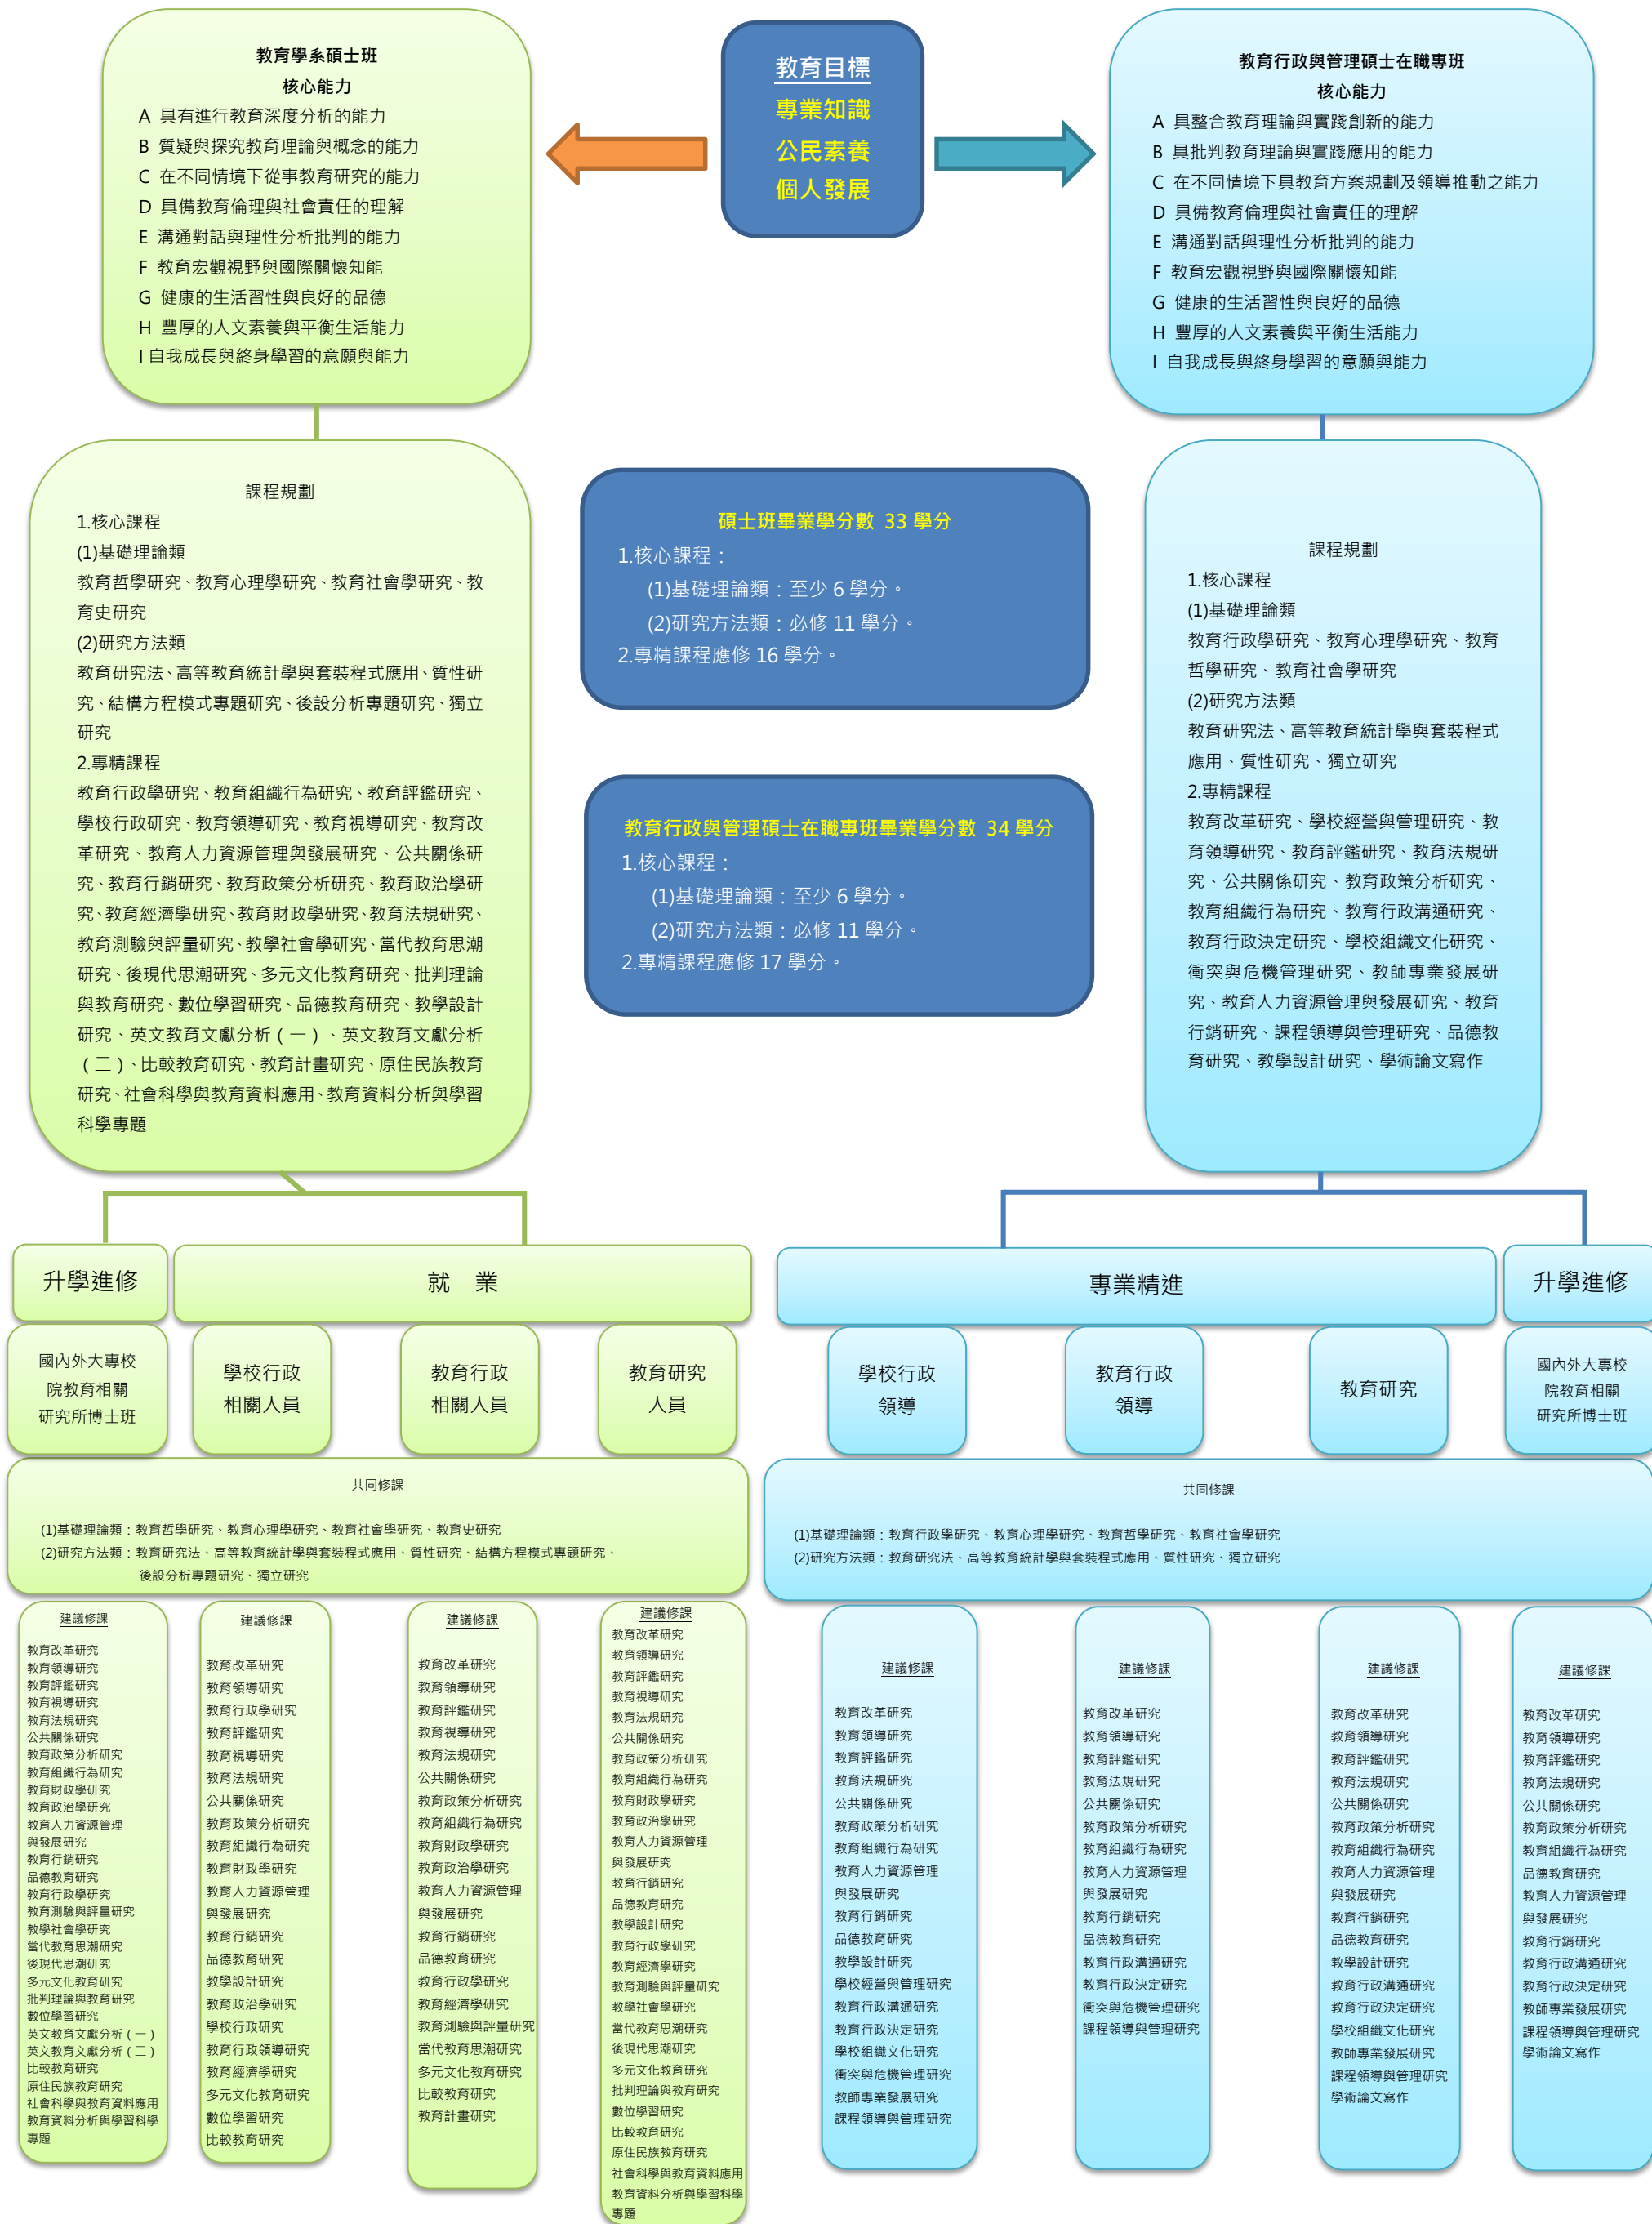 教育學系碩士班
核心能力
A 具有進行教育深度分析的能力
B 質疑與探究教育理論與概念的能力
C 在不同情境下從事教育研究的能力
D 具備教育倫理與社會責任的理解
E 溝通對話與理性分析批判的能力
F 教育宏觀視野與國際關懷知能
G 健康的生活習性與良好的品德
H 豐厚的人文素養與平衡生活能力
I 自我成長與終身學習的意願與能力
教育目標
專業知識
公民素養
個人發展
教育行政與管理碩士在職專班
核心能力
A 具整合教育理論與實踐創新的能力
B 具批判教育理論與實踐應用的能力
C 在不同情境下具教育方案規劃及領導推動之能力
D 具備教育倫理與社會責任的理解
E 溝通對話與理性分析批判的能力
F 教育宏觀視野與國際關懷知能
G 健康的生活習性與良好的品德
H 豐厚的人文素養與平衡生活能力
I 自我成長與終身學習的意願與能力
課程規劃
1.核心課程
(1)基礎理論類
教育哲學研究、教育心理學研究、教育社會學研究、教
育史研究
(2)研究方法類
教育研究法、高等教育統計學與套裝程式應用、質性研
究、結構方程模式專題研究、後設分析專題研究、獨立
研究
2.專精課程
教育行政學研究、教育組織行為研究、教育評鑑研究、
學校行政研究、教育領導研究、教育視導研究、教育改
革研究、教育人力資源管理與發展研究、公共關係研
究、教育行銷研究、教育政策分析研究、教育政治學研
究、教育經濟學研究、教育財政學研究、教育法規研究、
教育測驗與評量研究、教學社會學研究、當代教育思潮
研究、後現代思潮研究、多元文化教育研究、批判理論
與教育研究、數位學習研究、品德教育研究、教學設計
研究、英文教育文獻分析(一)、英文教育文獻分析
(二)、比較教育研究、教育計畫研究、原住民族教育
研究、社會科學與教育資料應用、教育資料分析與學習
科學專題
碩士班畢業學分數 33 學分
1.核心課程：
(1)基礎理論類：至少 6 學分。
(2)研究方法類：必修 11 學分。
2.專精課程應修 16 學分。
教育行政與管理碩士在職專班畢業學分數 34 學分
1.核心課程：
(1)基礎理論類：至少 6 學分。
(2)研究方法類：必修 11 學分。
2.專精課程應修 17 學分。
課程規劃
1.核心課程
(1)基礎理論類
教育行政學研究、教育心理學研究、教育
哲學研究、教育社會學研究
(2)研究方法類
教育研究法、高等教育統計學與套裝程式
應用、質性研究、獨立研究
2.專精課程
教育改革研究、學校經營與管理研究、教
育領導研究、教育評鑑研究、教育法規研
究、公共關係研究、教育政策分析研究、
教育組織行為研究、教育行政溝通研究、
教育行政決定研究、學校組織文化研究、
衝突與危機管理研究、教師專業發展研
究、教育人力資源管理與發展研究、教育
行銷研究、課程領導與管理研究、品德教
育研究、教學設計研究、學術論文寫作
升學進修
就 業
專業精進
升學進修
國內外大專校
院教育相關
研究所博士班
學校行政
相關人員
教育行政
相關人員
教育研究
人員
學校行政
領導
教育行政
領導
教育研究
國內外大專校
院教育相關
研究所博士班
共同修課
(1)基礎理論類：教育哲學研究、教育心理學研究、教育社會學研究、教育史研究
(2)研究方法類：教育研究法、高等教育統計學與套裝程式應用、質性研究、結構方程模式專題研究、
後設分析專題研究、獨立研究
共同修課
(1)基礎理論類：教育行政學研究、教育心理學研究、教育哲學研究、教育社會學研究
(2)研究方法類：教育研究法、高等教育統計學與套裝程式應用、質性研究、獨立研究
建議修課
教育改革研究
教育領導研究
教育評鑑研究
教育視導研究
教育法規研究
公共關係研究
教育政策分析研究
教育組織行為研究
教育財政學研究
教育政治學研究
教育人力資源管理
與發展研究
教育行銷研究
品德教育研究
教育行政學研究
教育測驗與評量研究
教學社會學研究
當代教育思潮研究
後現代思潮研究
多元文化教育研究
批判理論與教育研究
數位學習研究
英文教育文獻分析(一)
英文教育文獻分析(二)
比較教育研究
原住民族教育研究
社會科學與教育資料應用
教育資料分析與學習科學
專題
建議修課
教育改革研究
教育領導研究
教育行政學研究
教育評鑑研究
教育視導研究
教育法規研究
公共關係研究
教育政策分析研究
教育組織行為研究
教育財政學研究
教育人力資源管理
與發展研究
教育行銷研究
品德教育研究
教學設計研究
教育政治學研究
學校行政研究
教育行政領導研究
教育經濟學研究
多元文化教育研究
數位學習研究
比較教育研究
建議修課
教育改革研究
教育領導研究
教育評鑑研究
教育視導研究
教育法規研究
公共關係研究
教育政策分析研究
教育組織行為研究
教育財政學研究
教育政治學研究
教育人力資源管理
與發展研究
教育行銷研究
品德教育研究
教育行政學研究
教育經濟學研究
教育測驗與評量研究
當代教育思潮研究
多元文化教育研究
比較教育研究
教育計畫研究
建議修課
教育改革研究
教育領導研究
教育評鑑研究
教育視導研究
教育法規研究
公共關係研究
教育政策分析研究
教育組織行為研究
教育財政學研究
教育政治學研究
教育人力資源管理
與發展研究
教育行銷研究
品德教育研究
教學設計研究
教育行政學研究
教育經濟學研究
教育測驗與評量研究
教學社會學研究
當代教育思潮研究
後現代思潮研究
多元文化教育研究
批判理論與教育研究
數位學習研究
比較教育研究
原住民族教育研究
社會科學與教育資料應用
教育資料分析與學習科學
專題
建議修課
教育改革研究
教育領導研究
教育評鑑研究
教育法規研究
公共關係研究
教育政策分析研究
教育組織行為研究
教育人力資源管理
與發展研究
教育行銷研究
品德教育研究
教學設計研究
學校經營與管理研究
教育行政溝通研究
教育行政決定研究
學校組織文化研究
衝突與危機管理研究
教師專業發展研究
課程領導與管理研究
建議修課
教育改革研究
教育領導研究
教育評鑑研究
教育法規研究
公共關係研究
教育政策分析研究
教育組織行為研究
教育人力資源管理
與發展研究
教育行銷研究
品德教育研究
教育行政溝通研究
教育行政決定研究
衝突與危機管理研究
課程領導與管理研究
建議修課
教育改革研究
教育領導研究
教育評鑑研究
教育法規研究
公共關係研究
教育政策分析研究
教育組織行為研究
教育人力資源管理
與發展研究
教育行銷研究
品德教育研究
教學設計研究
教育行政溝通研究
教育行政決定研究
學校組織文化研究
教師專業發展研究
課程領導與管理研究
學術論文寫作
建議修課
教育改革研究
教育領導研究
教育評鑑研究
教育法規研究
公共關係研究
教育政策分析研究
教育組織行為研究
品德教育研究
教育人力資源管理
與發展研究
教育行銷研究
教育行政溝通研究
教育行政決定研究
教師專業發展研究
課程領導與管理研究
學術論文寫作